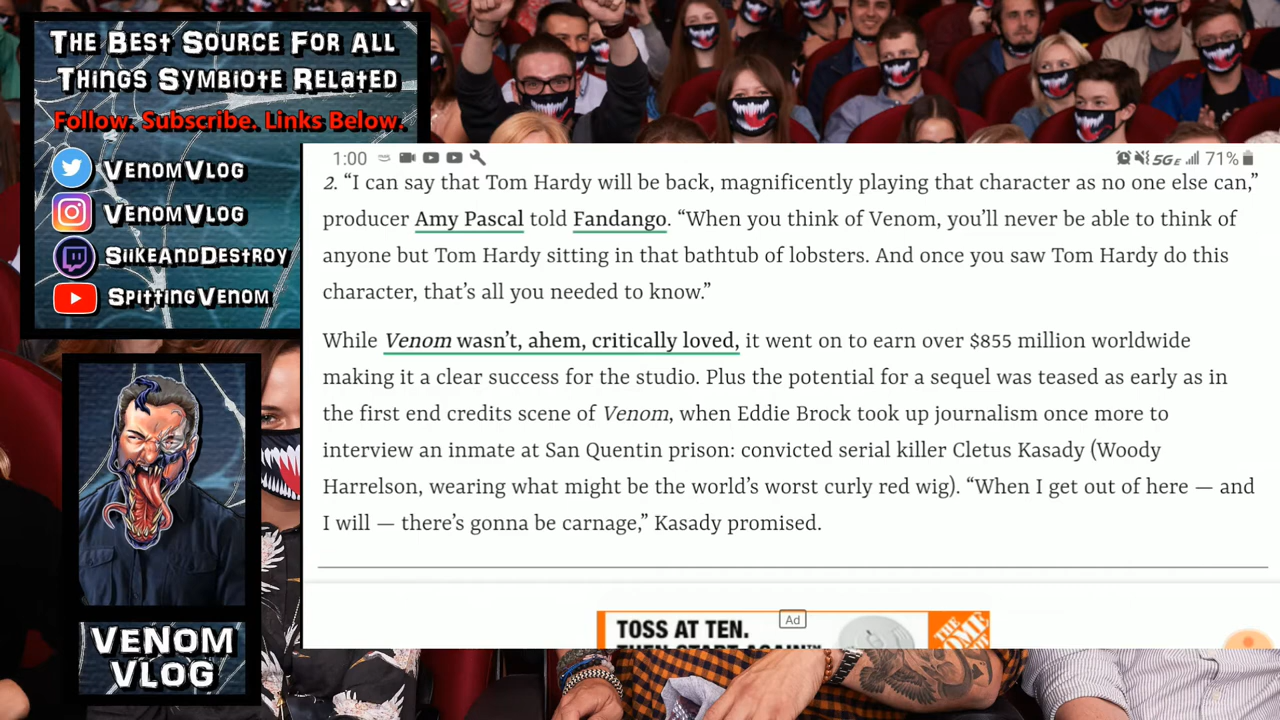 The Best Source For All
Things Symbiote Related
Follow. Subscribe. Links Below.
VenomVlog
VenomVlog
SiikeAndDestroy
SpittingVenom
VENOM
VLOG
1:00
5GE 71%
2. “I can say that Tom Hardy will be back, magnificently playing that character as no one else can,”
producer Amy Pascal told Fandango. “When you think of Venom, you’ll never be able to think of
anyone but Tom Hardy sitting in that bathtub of lobsters. And once you saw Tom Hardy do this
character, that’s all you needed to know.”
While Venom wasn’t, ahem, critically loved, it went on to earn over $855 million worldwide
making it a clear success for the studio. Plus the potential for a sequel was teased as early as in
the first end credits scene of Venom, when Eddie Brock took up journalism once more to
interview an inmate at San Quentin prison: convicted serial killer Cletus Kasady (Woody
Harrelson, wearing what might be the world’s worst curly red wig). “When I get out of here — and
I will — there’s gonna be carnage,” Kasady promised.
Ad
TOSS AT TEN.
THEN START AGAIN™
THE
HOME